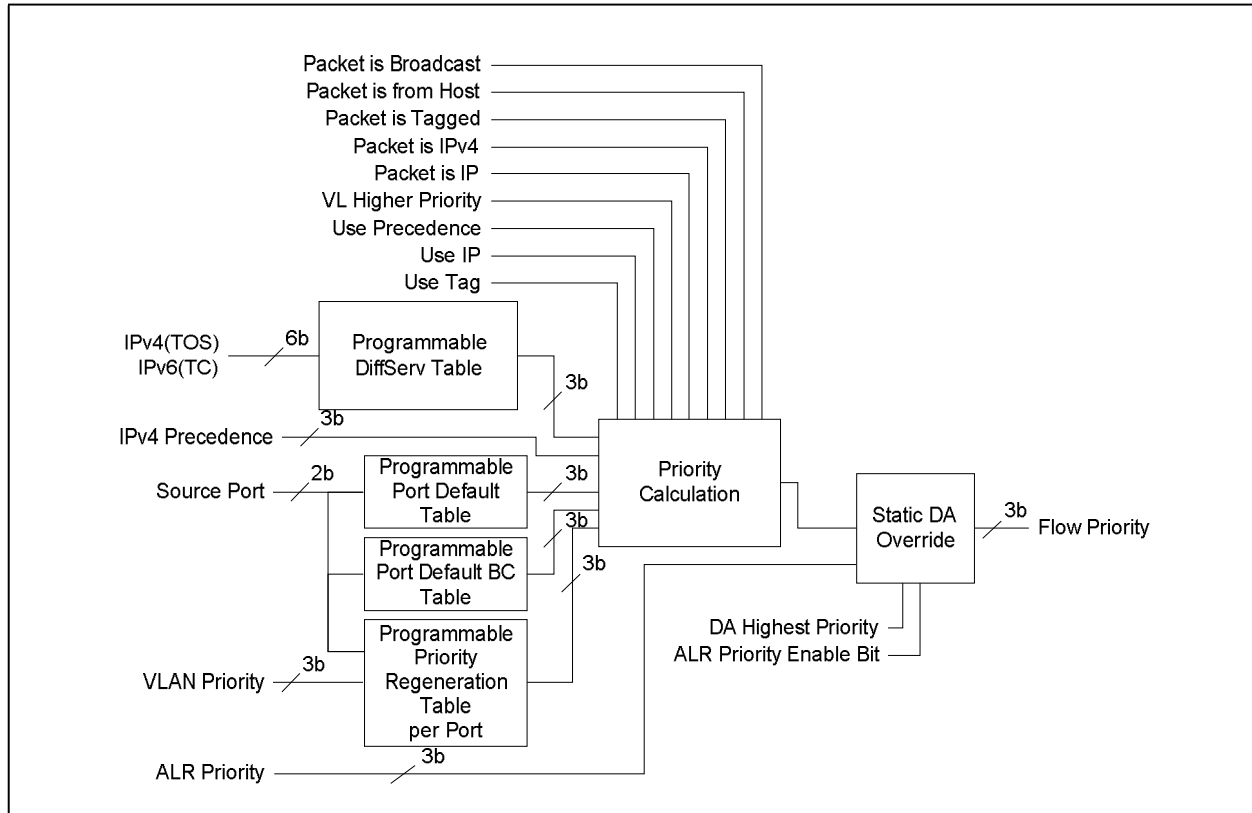 Packet is Broadcast
Packet is from Host
Packet is Tagged
Packet is IPv4
Packet is IP
VL Higher Priority
Use Precedence
Use IP
Use Tag
IPv4(TOS)
IPv6(TC)
6b
Programmable
DiffServ Table
3b
IPv4 Precedence
3b
Source Port
2b
Programmable
Port Default
Table
3b
Programmable
Port Default BC
Table
3b
VLAN Priority
3b
Programmable
Priority
Regeneration
Table
per Port
3b
ALR Priority
3b
Priority
Calculation
Static DA
Override
3b
Flow Priority
DA Highest Priority
ALR Priority Enable Bit